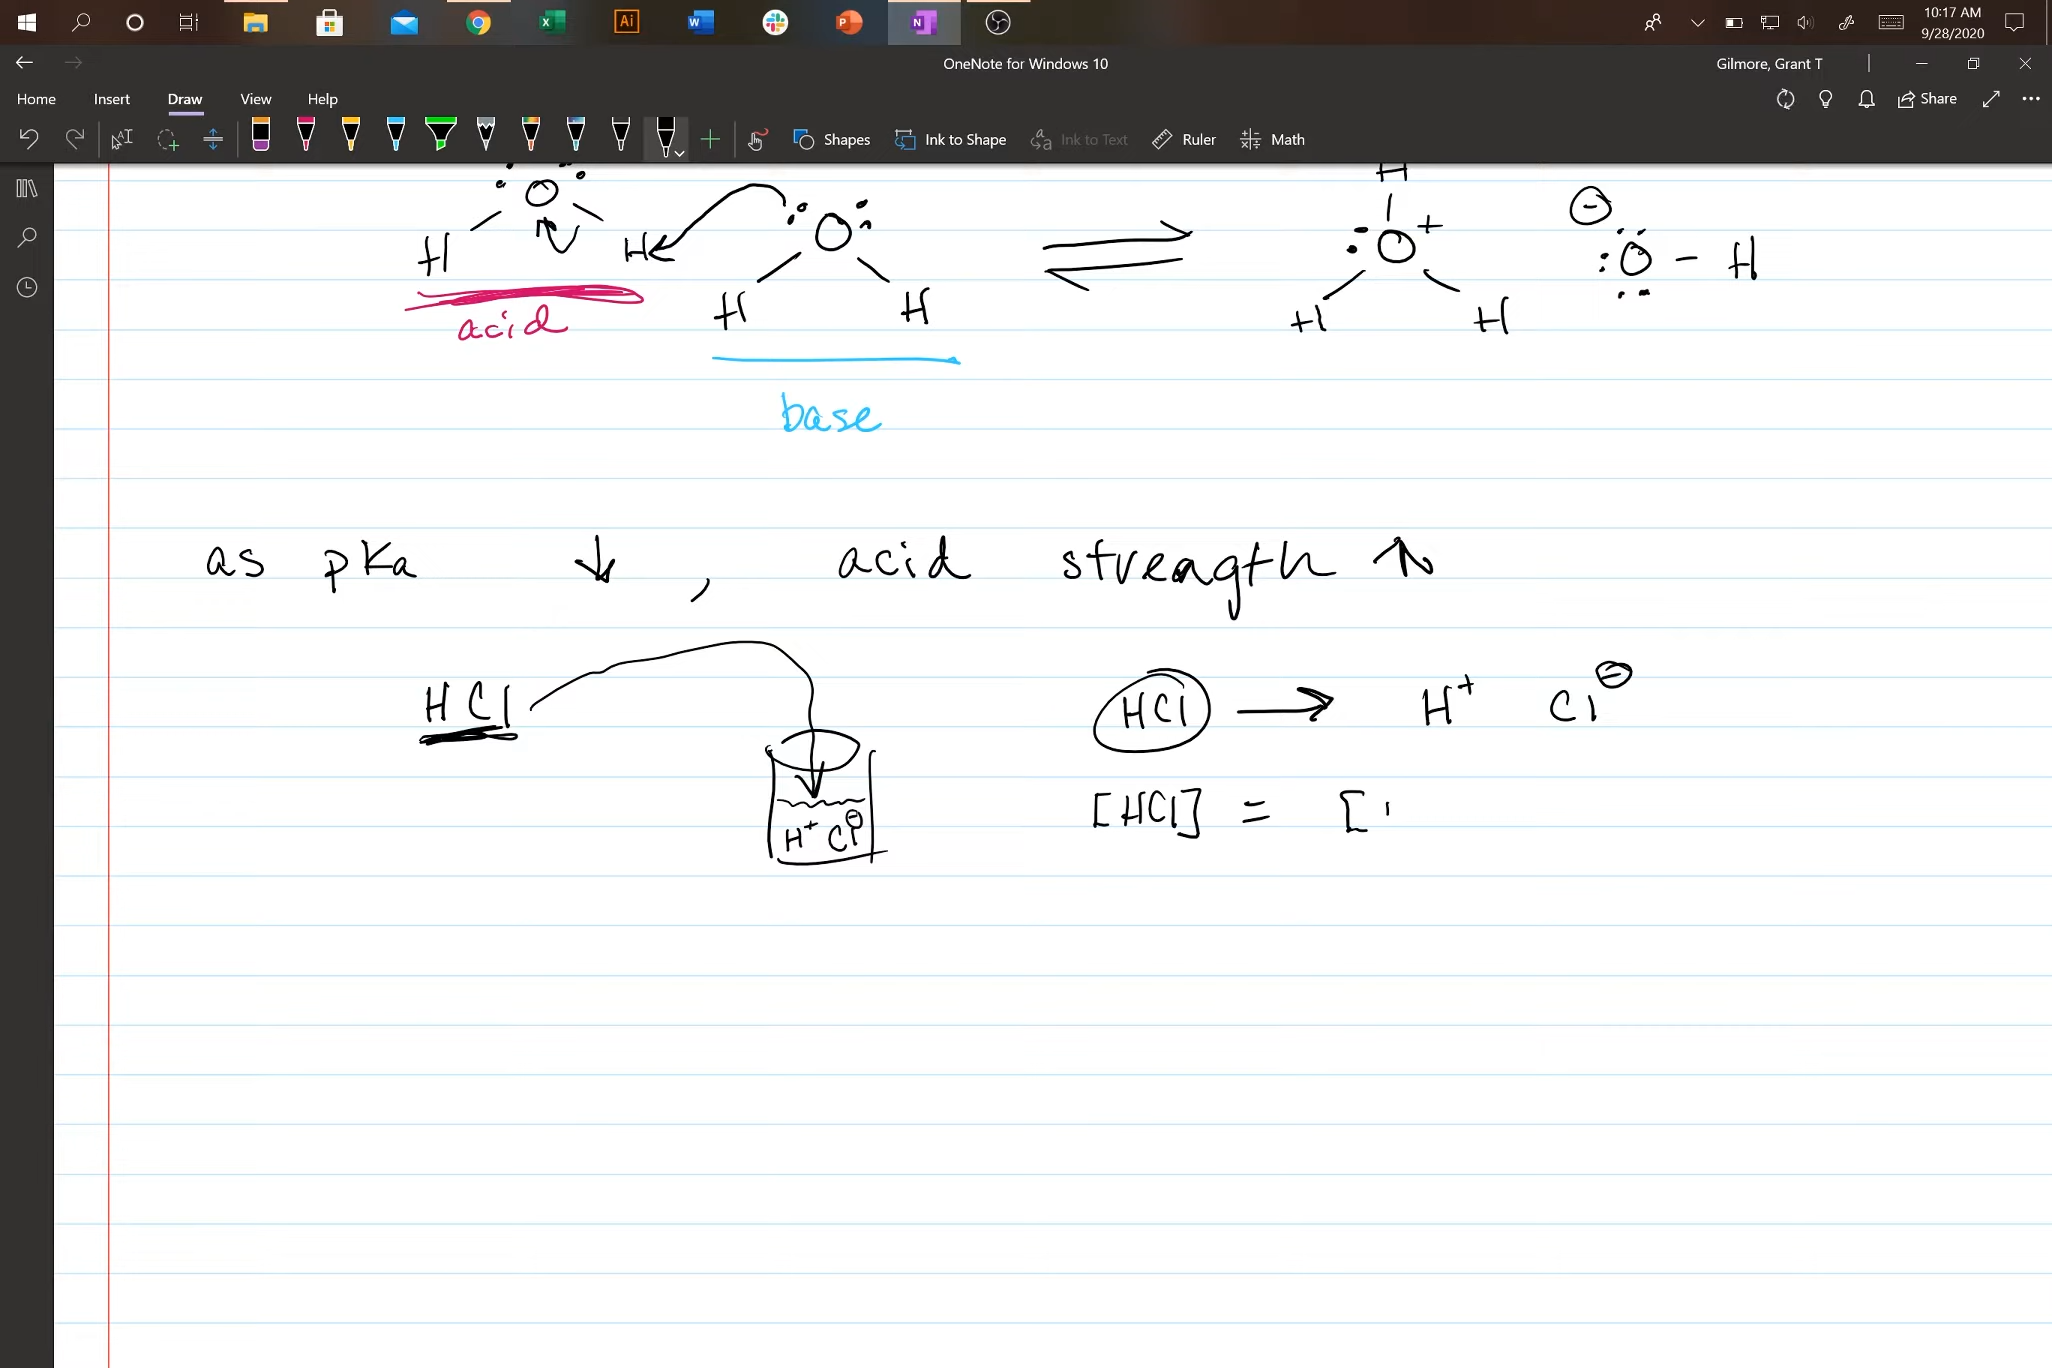 10:17 AM
9/28/2020
OneNote for Windows 10
Gilmore, Grant T
Home Insert Draw View Help
Share
Shapes Ink to Shape Ink to Text Ruler Math
H
O O O+ ⊖
H H :O - H
H H H H
acid
base
as pKa ↓ , acid strength ↑
HCl HCl → H+ Cl⊖
[HCl] = [
H+ Cl⊖